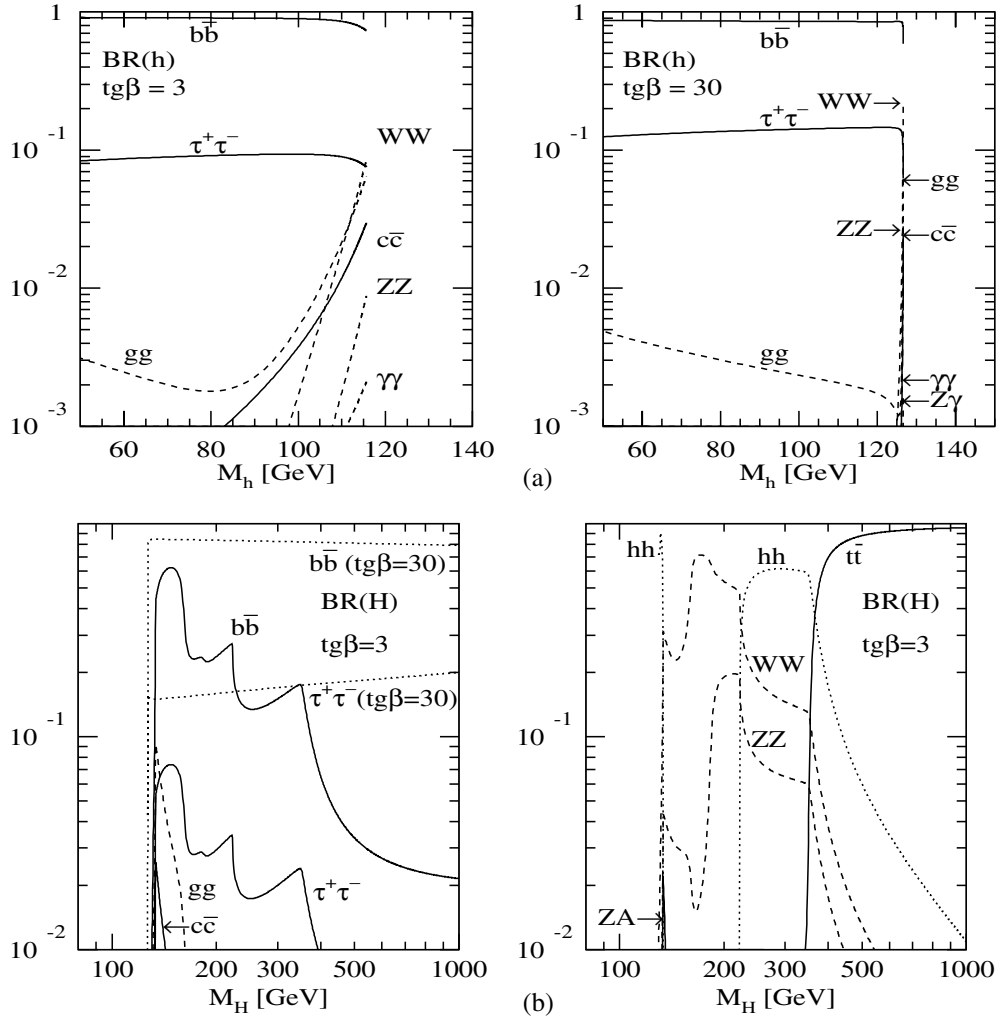 1
bb̅
BR(h)
tgβ = 3
-1
10
τ⁺τ⁻
WW
cc̅
-2
10
ZZ
gg
γγ
-3
10
60 80 100 120 140
M_h [GeV]
1
bb̅
BR(h)
tgβ = 30
WW→
-1
10
τ⁺τ⁻
←gg
ZZ→
←cc̅
-2
10
gg
←γγ
←Zγ
-3
10
60 80 100 120 140
M_h [GeV]
(a)
bb̅ (tgβ=30)
BR(H)
bb̅
tgβ=3
τ⁺τ⁻(tgβ=30)
-1
10
gg
τ⁺τ⁻
←cc̅
-2
10
100 200 300 500 1000
M_H [GeV]
hh
hh
tt̅
BR(H)
WW
tgβ=3
-1
10
ZZ
ZA→
-2
10
100 200 300 500 1000
M_H [GeV]
(b)